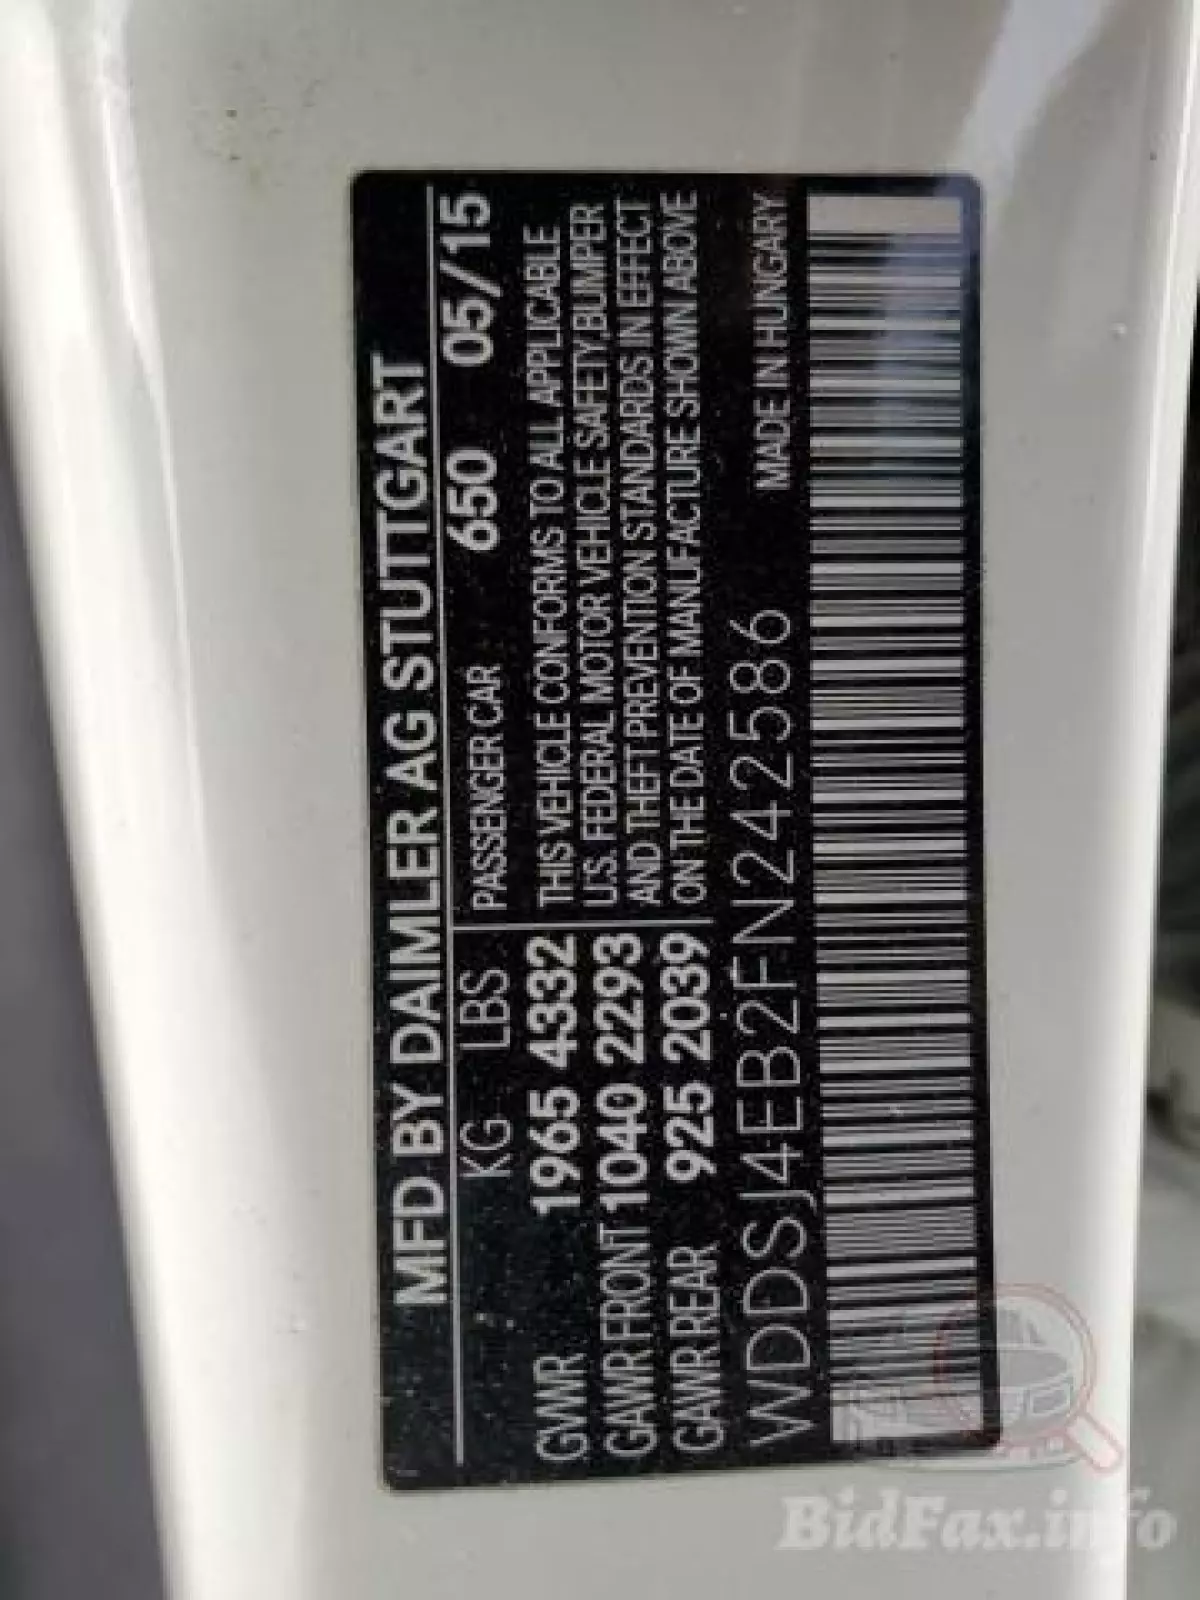 MFD BY DAIMLER AG STUTTGART
KG LBS PASSENGER CAR 650 05/15
GVWR 1965 4332 THIS VEHICLE CONFORMS TO ALL APPLICABLE
GAWR FRONT 1040 2293 U.S. FEDERAL MOTOR VEHICLE SAFETY,BUMPER
AND THEFT PREVENTION STANDARDS IN EFFECT
GAWR REAR 925 2039 ON THE DATE OF MANUFACTURE SHOWN ABOVE
WDDSJ4EB2FN242586 MADE IN HUNGARY
BidFax.info